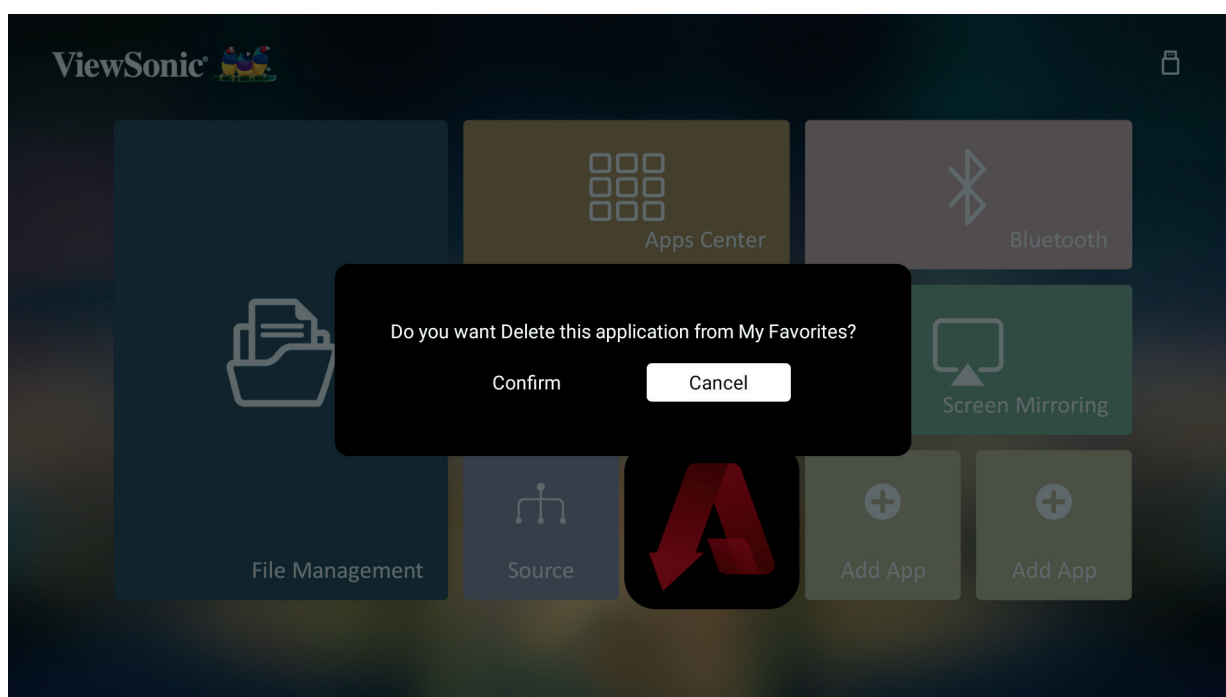 ViewSonic
Apps Center
Bluetooth
Do you want Delete this application from My Favorites?
Confirm
Cancel
Screen Mirroring
File Management
Source
Add App
Add App